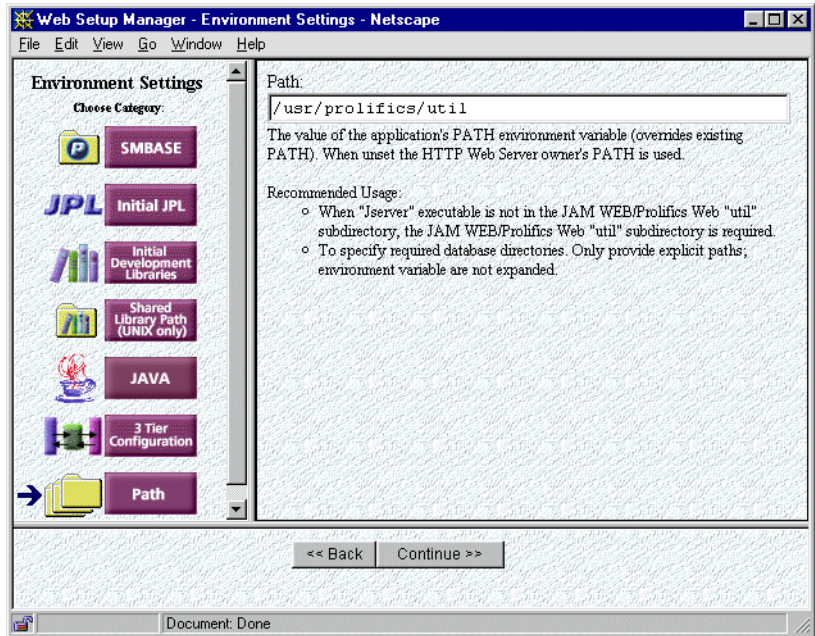 Web Setup Manager - Environment Settings - Netscape
File Edit View Go Window Help
Environment Settings
Choose Category:
SMBASE
JPL
Initial JPL
Initial
Development
Libraries
Shared
Library Path
(UNIX only)
JAVA
3 Tier
Configuration
Path
Path:
/usr/prolifics/util
The value of the application's PATH environment variable (overrides existing
PATH). When unset the HTTP Web Server owner's PATH is used.
Recommended Usage:
When "Jserver" executable is not in the JAM WEB/Prolifics Web "util"
subdirectory, the JAM WEB/Prolifics Web "util" subdirectory is required.
To specify required database directories. Only provide explicit paths;
environment variable are not expanded.
<< Back
Continue >>
Document: Done